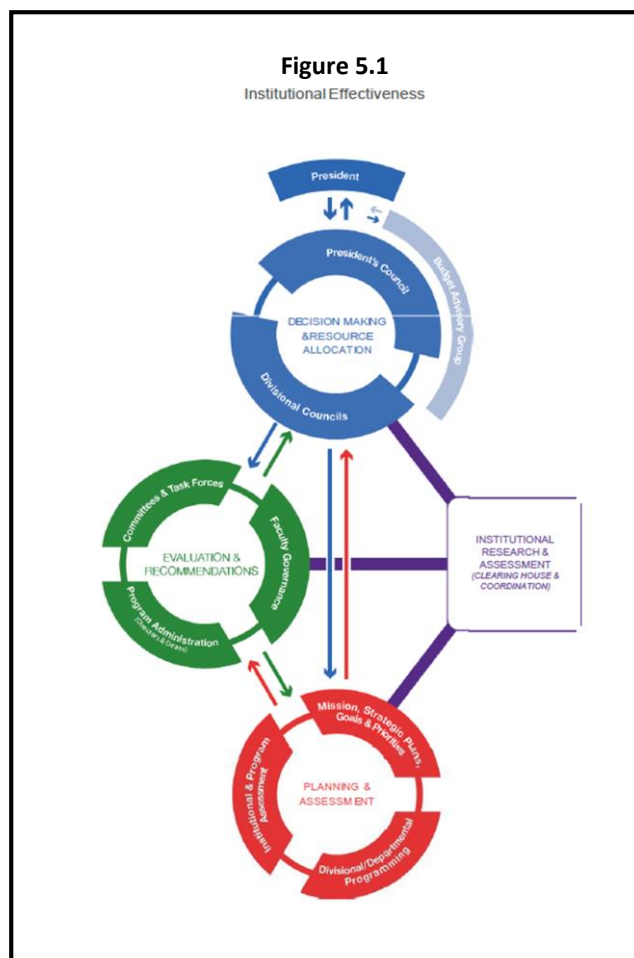 Figure 5.1
Institutional Effectiveness
President
President's Council
Budget Advisory Group
DECISION MAKING
&RESOURCE
ALLOCATION
Divisional Councils
Committees & Task Forces
Faculty Governance
EVALUATION &
RECOMMENDATIONS
Program Administration
INSTITUTIONAL
RESEARCH &
ASSESSMENT
(CLEARING HOUSE &
COORDINATION)
Mission, Strategic Plans,
Goals & Priorities
Institutional & Program
Assessment
PLANNING &
ASSESSMENT
Divisional/Departmental
Programming